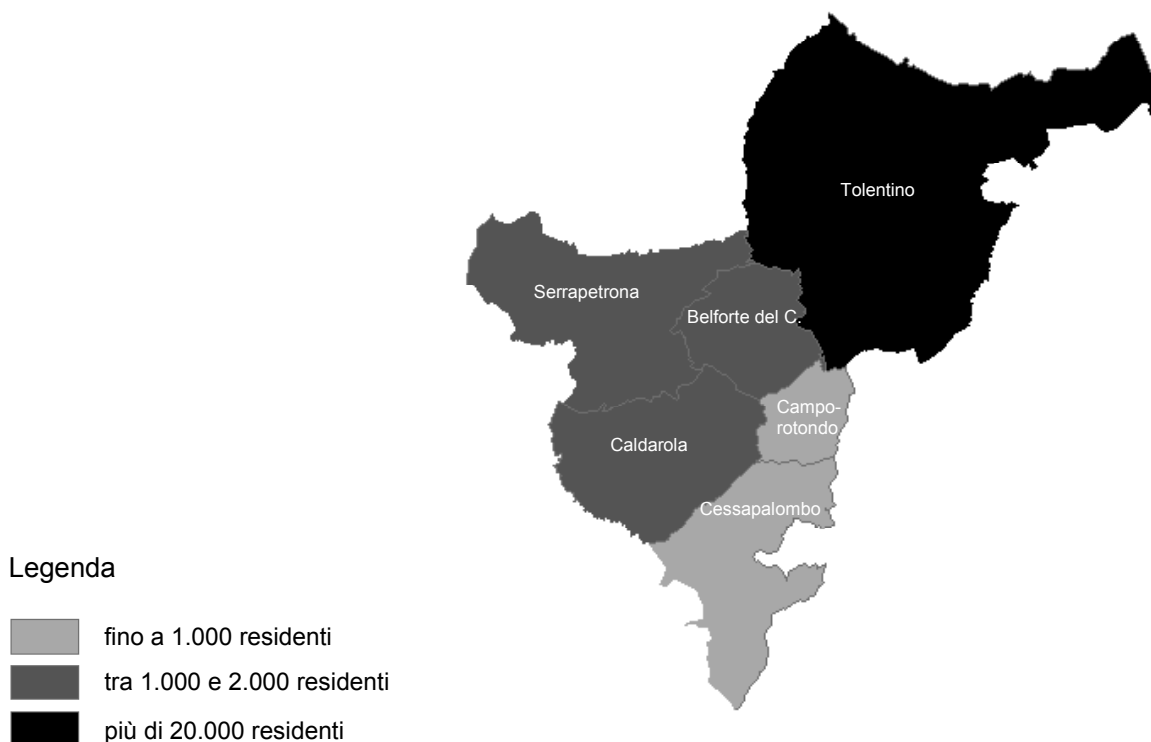 Tolentino
Serrapetrona
Belforte del C.
Campo-
rotondo
Caldarola
Cessapalombo
Legenda
fino a 1.000 residenti
tra 1.000 e 2.000 residenti
più di 20.000 residenti